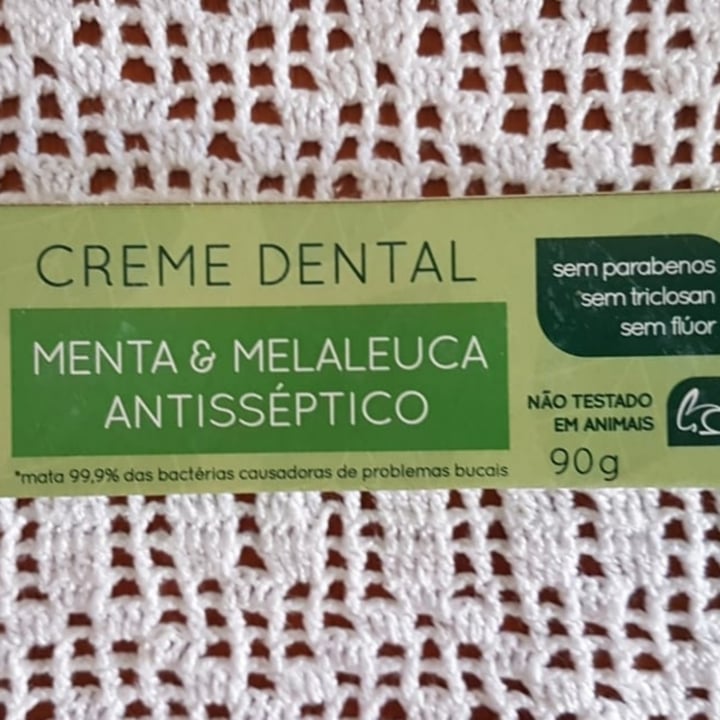 CREME DENTAL
MENTA & MELALEUCA
ANTISSÉPTICO
*mata 99,9% das bactérias causadoras de problemas bucais
sem parabenos
sem triclosan
sem flúor
NÃO TESTADO
EM ANIMAIS
90g